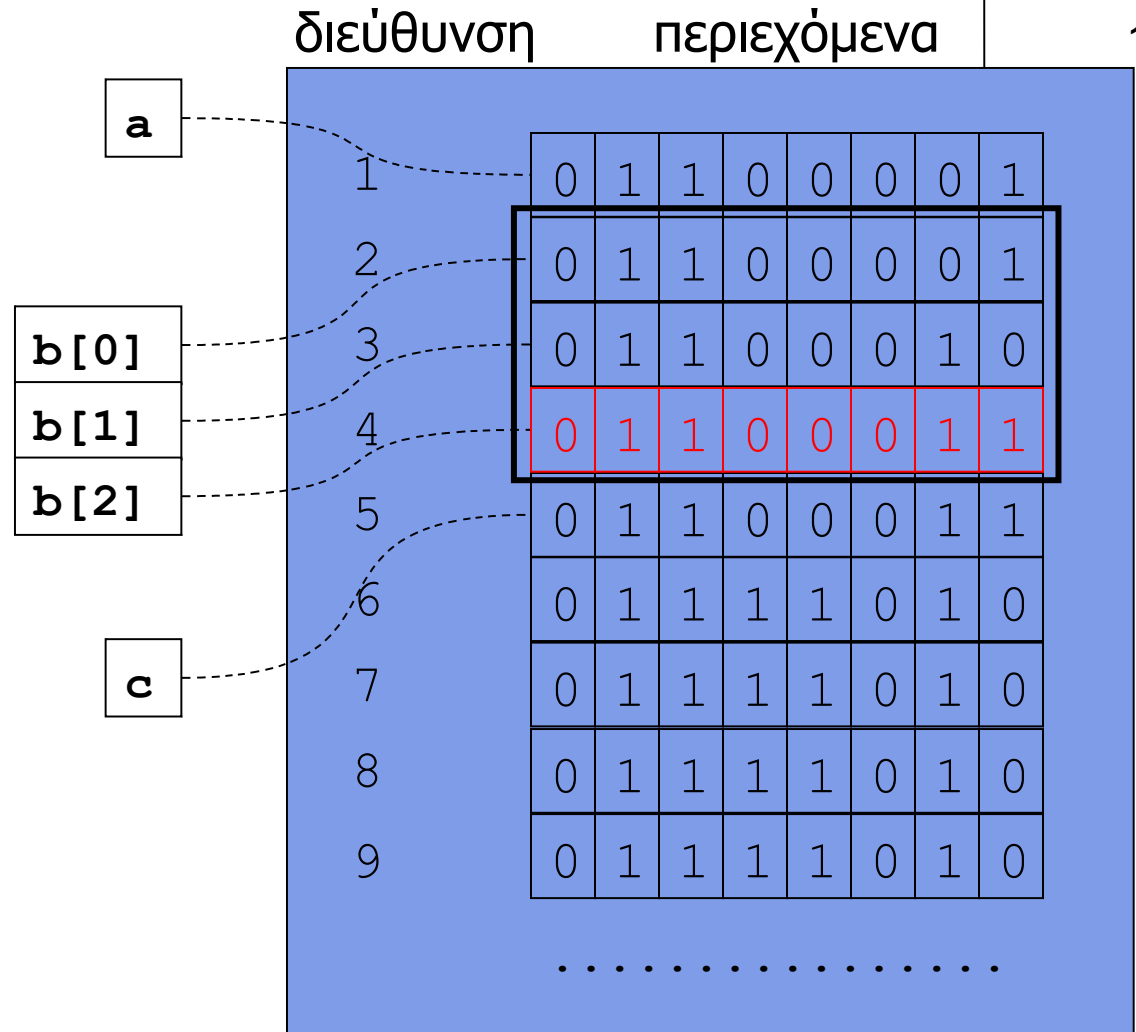 διεύθυνση περιεχόμενα
a
1 0 1 1 0 0 0 0 1
2 0 1 1 0 0 0 0 1
b[0]
3 0 1 1 0 0 0 1 0
b[1]
4 0 1 1 0 0 0 1 1
b[2]
5 0 1 1 0 0 0 1 1
6 0 1 1 1 1 0 1 0
c
7 0 1 1 1 1 0 1 0
8 0 1 1 1 1 0 1 0
9 0 1 1 1 1 0 1 0
. . . . . . . . . . . . . . . .